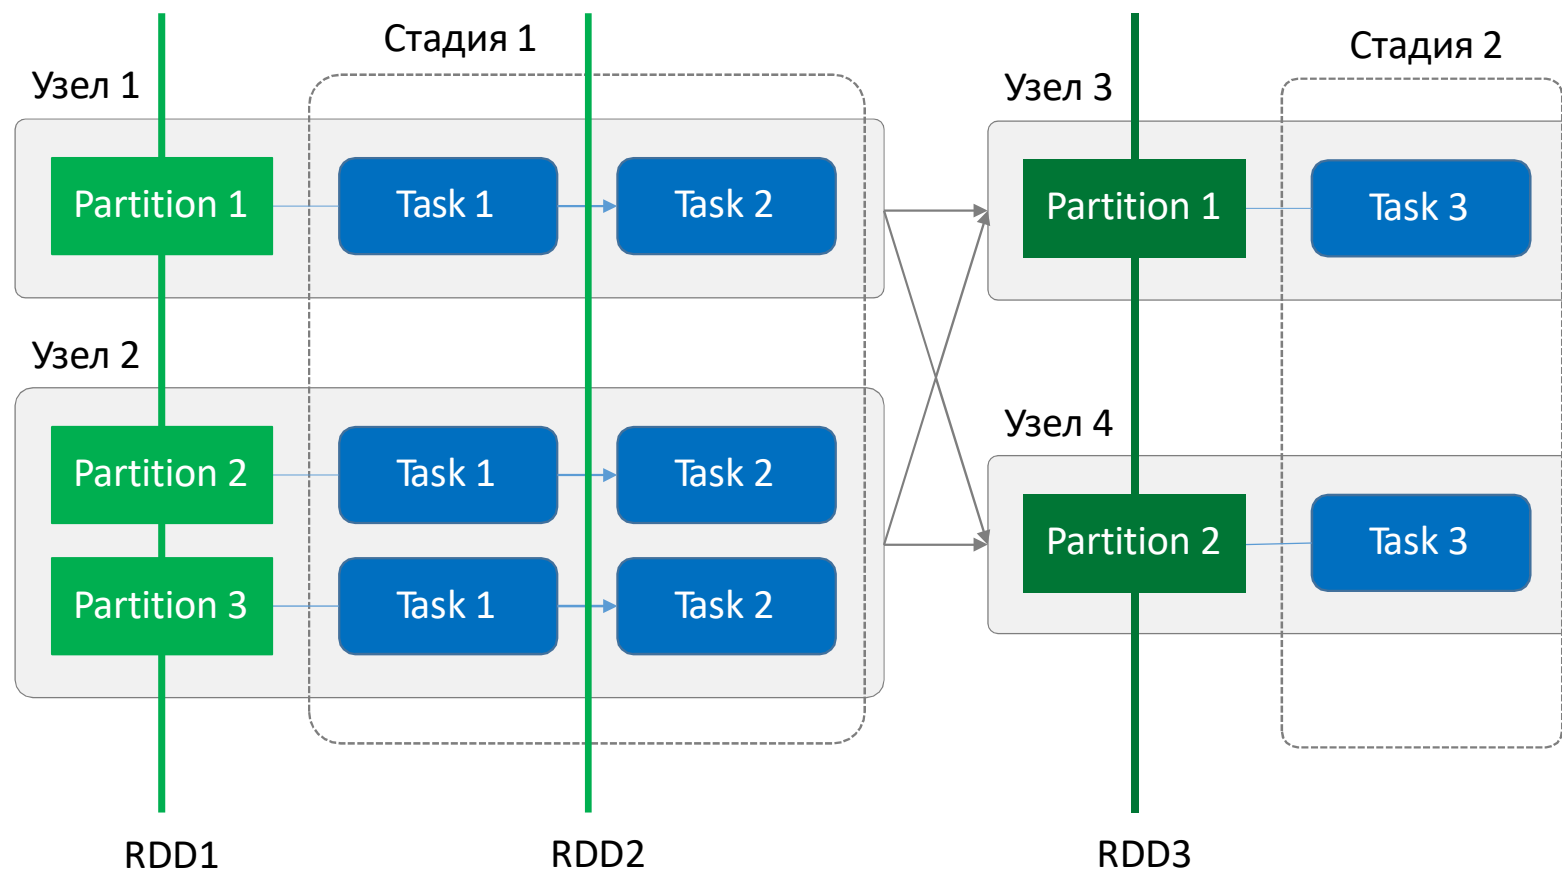 Стадия 1
Стадия 2
Узел 1
Узел 3
Partition 1
Task 1
Task 2
Partition 1
Task 3
Узел 2
Узел 4
Partition 2
Task 1
Task 2
Partition 2
Task 3
Partition 3
Task 1
Task 2
RDD1
RDD2
RDD3